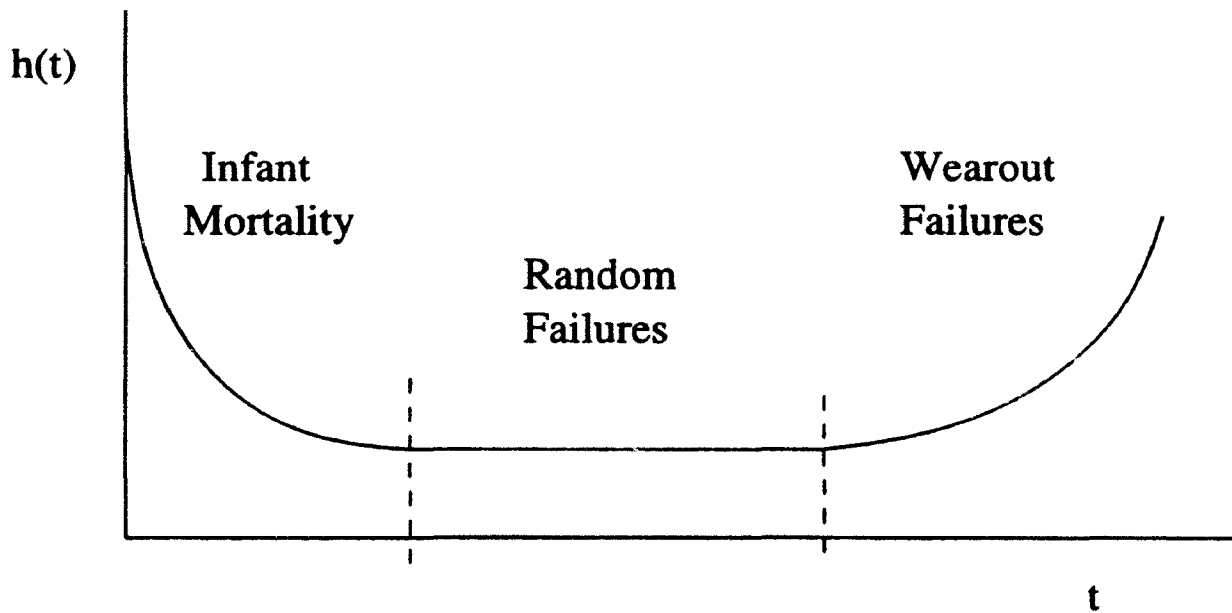 h(t)
Infant
Mortality
Random
Failures
Wearout
Failures
t